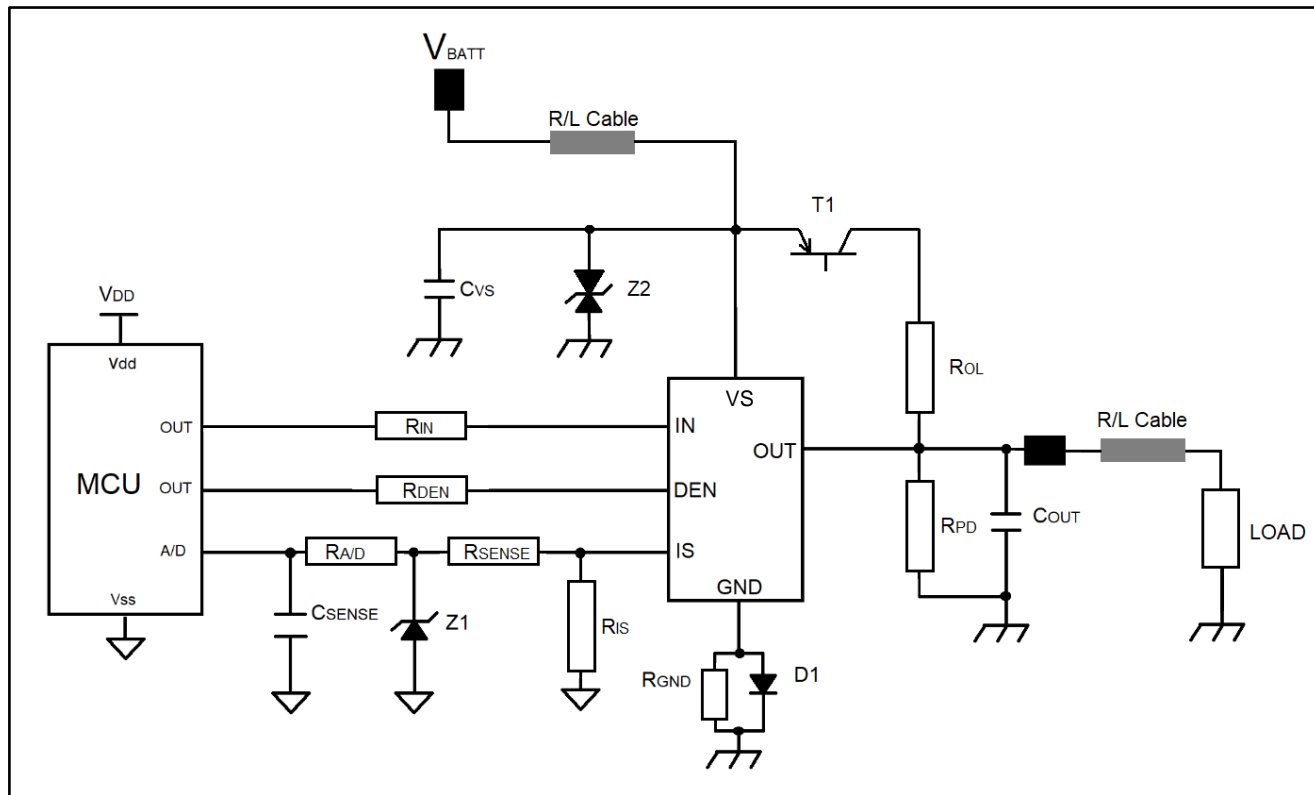 VBATT
R/L Cable
T1
CVS
Z2
VDD
Vdd
ROL
VS
R/L Cable
OUT
RIN
IN
OUT
MCU
OUT
RDEN
DEN
RPD
COUT
LOAD
A/D
RA/D
RSENSE
IS
GND
Vss
CSENSE
Z1
RIS
RGND
D1